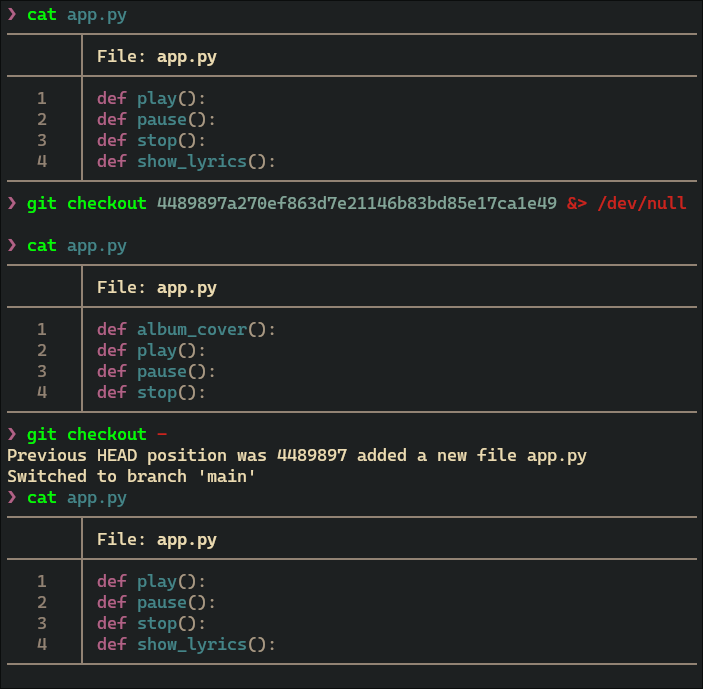 ❯ cat app.py
File: app.py
1 def play():
2 def pause():
3 def stop():
4 def show_lyrics():
❯ git checkout 4489897a270ef863d7e21146b83bd85e17ca1e49 &> /dev/null
❯ cat app.py
File: app.py
1 def album_cover():
2 def play():
3 def pause():
4 def stop():
❯ git checkout -
Previous HEAD position was 4489897 added a new file app.py
Switched to branch 'main'
❯ cat app.py
File: app.py
1 def play():
2 def pause():
3 def stop():
4 def show_lyrics():